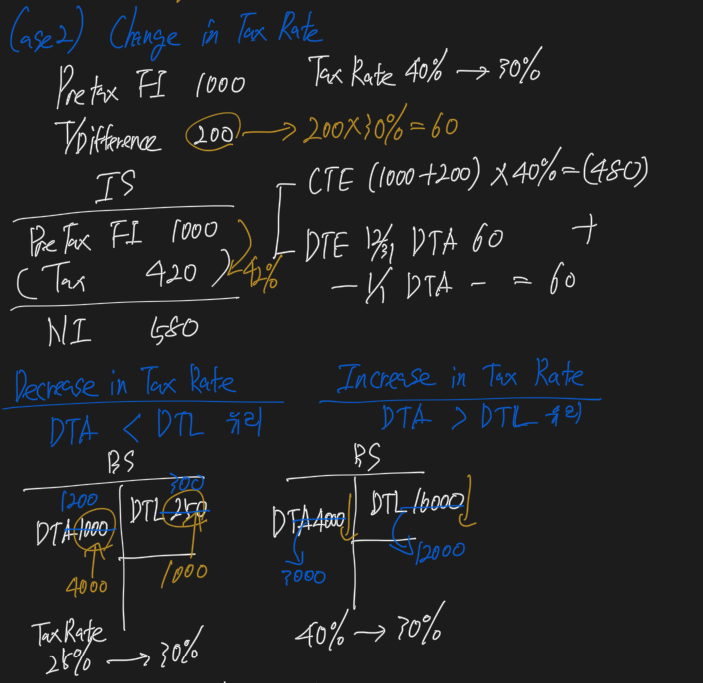 (Case 2) Change in Tax Rate
Pretax FI 1000 Tax Rate 40% → 30%
T/Difference 200 → 200×30%=60
IS
CTE (1000+200) × 40%=(480)
Pre Tax FI 1000
DTE 12/31 DTA 60 +
(Tax 420) 42%
- 1/1 DTA - = 60
NI 580
Decrease in Tax Rate
DTA < DTL 유리
Increase in Tax Rate
DTA > DTL 유리
BS
1200 300
DTA 1000 DTL 250
4000 1000
Tax Rate
25% → 30%
BS
DTA 4000 DTL 16000
3000 12000
40% → 30%